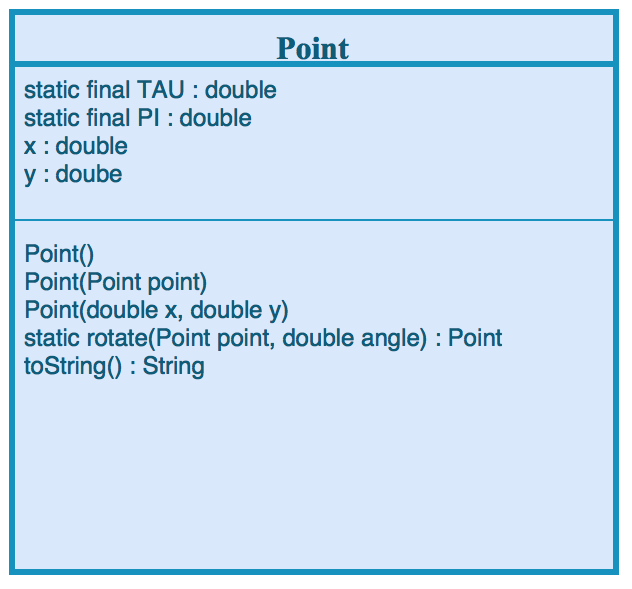 Point
static final TAU : double
static final PI : double
x : double
y : doube
Point()
Point(Point point)
Point(double x, double y)
static rotate(Point point, double angle) : Point
toString() : String